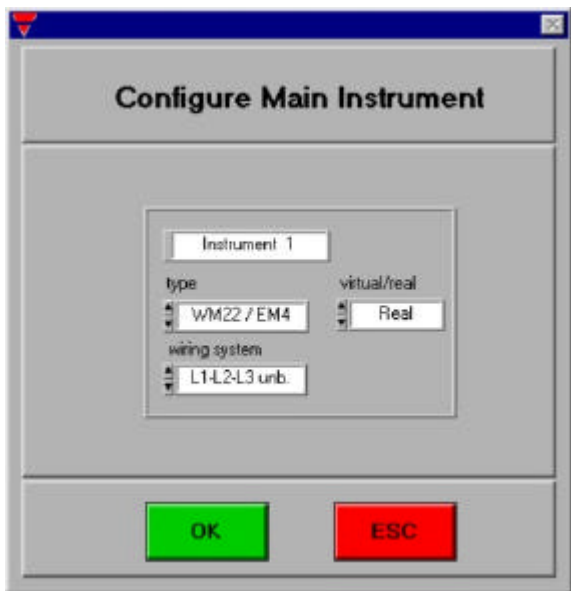 Configure Main Instrument
Instrument 1
type
virtual/real
WM22 / EM4
Real
wiring system
L1-L2-L3 unb.
OK
ESC